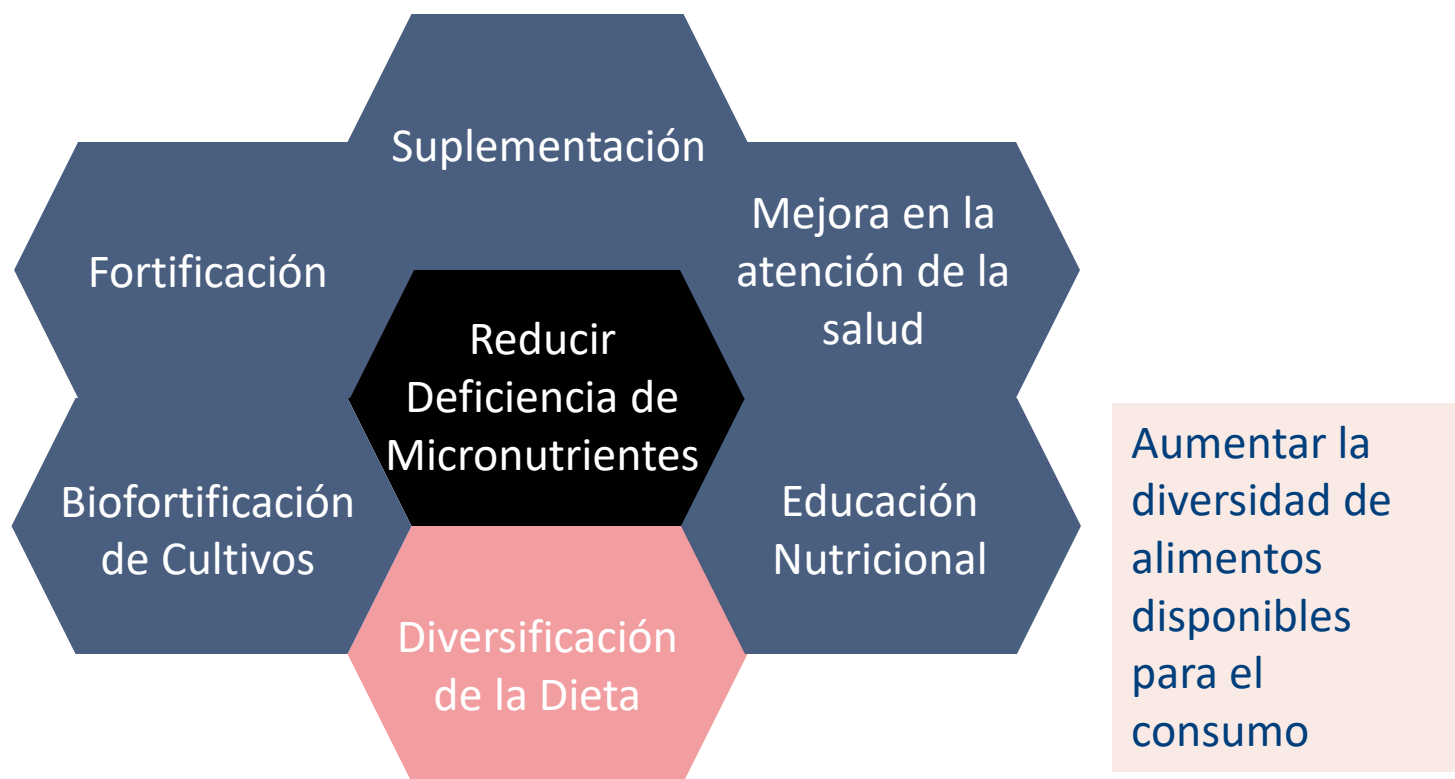 Suplementación
Fortificación
Mejora en la
atención de la
salud
Reducir
Deficiencia de
Micronutrientes
Biofortificación
de Cultivos
Educación
Nutricional
Diversificación
de la Dieta
Aumentar la
diversidad de
alimentos
disponibles
para el
consumo